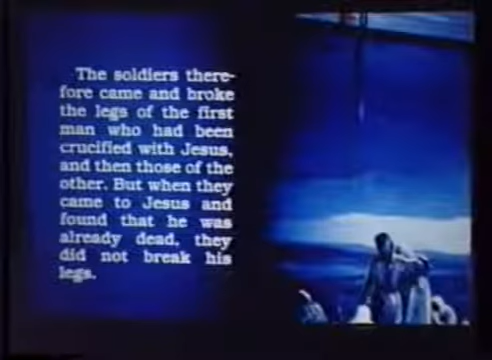 The soldiers there-
fore came and broke
the legs of the first
man who had been
crucified with Jesus,
and then those of the
other. But when they
came to Jesus and
found that he was
already dead, they
did not break his
legs.